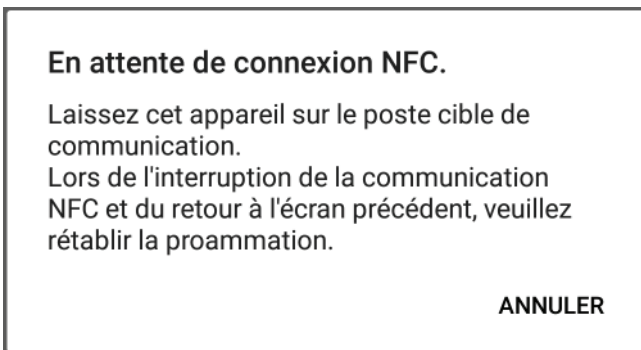 En attente de connexion NFC.
Laissez cet appareil sur le poste cible de
communication.
Lors de l'interruption de la communication
NFC et du retour à l'écran précédent, veuillez
rétablir la proammation.
ANNULER